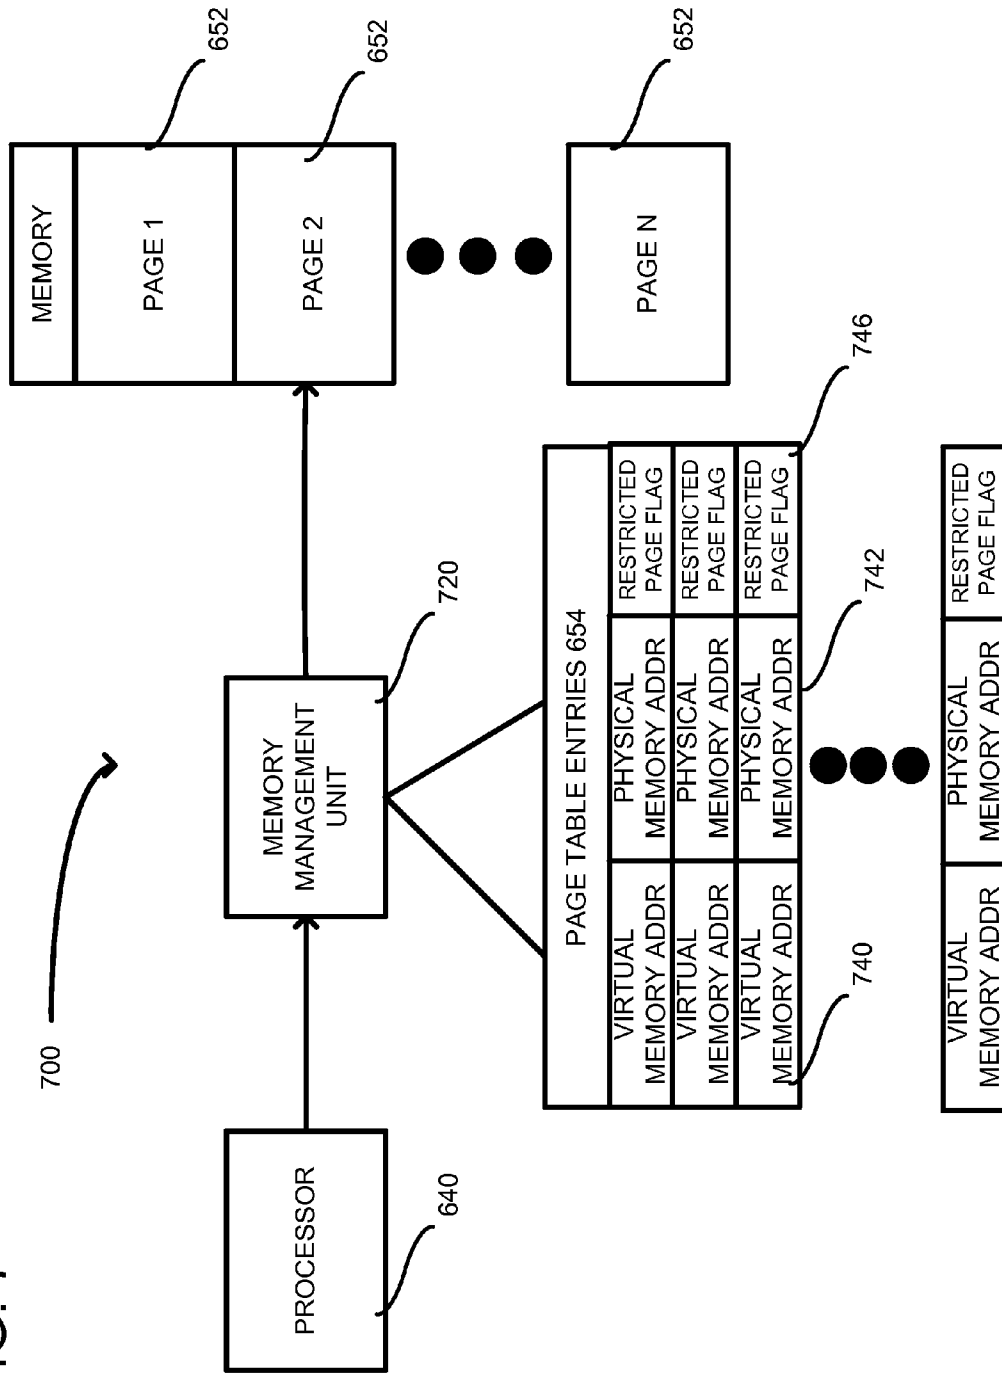 700
PROCESSOR
640
MEMORY
MANAGEMENT
UNIT
720
MEMORY
PAGE 1
652
PAGE 2
652
PAGE N
652
PAGE TABLE ENTRIES 654
VIRTUAL
MEMORY ADDR
PHYSICAL
MEMORY ADDR
RESTRICTED
PAGE FLAG
VIRTUAL
MEMORY ADDR
PHYSICAL
MEMORY ADDR
RESTRICTED
PAGE FLAG
VIRTUAL
MEMORY ADDR
PHYSICAL
MEMORY ADDR
RESTRICTED
PAGE FLAG
740
742
746
VIRTUAL
MEMORY ADDR
PHYSICAL
MEMORY ADDR
RESTRICTED
PAGE FLAG